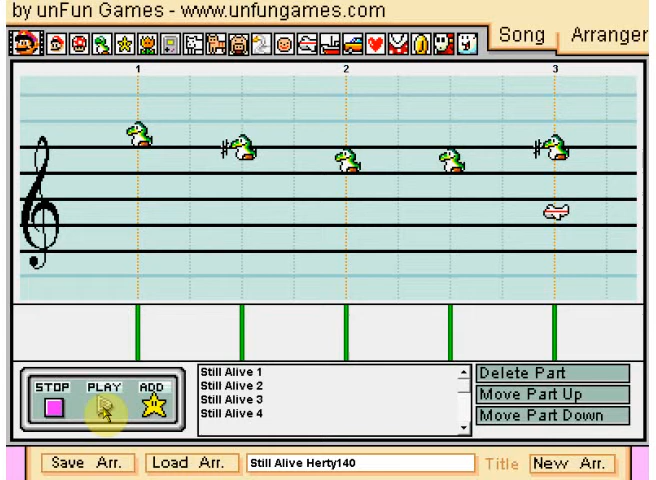 by unFun Games - www.unfungames.com
Song Arranger
1 2 3
STOP PLAY ADD
Still Alive 1
Still Alive 2
Still Alive 3
Still Alive 4
Delete Part
Move Part Up
Move Part Down
Save Arr. Load Arr. Still Alive Herty140 Title New Arr.